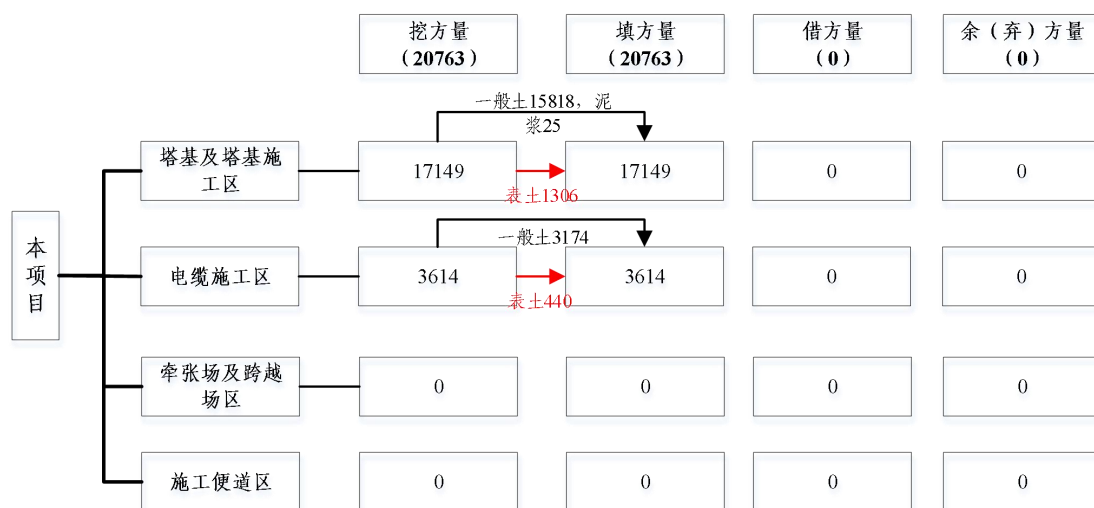 挖方量
（20763）
填方量
（20763）
借方量
（0）
余（弃）方量
（0）
一般土15818，泥
浆25
塔基及塔基施
工区
17149
表土1306
17149
0
0
本
项
目
一般土3174
电缆施工区
3614
表土440
3614
0
0
牵张场及跨越
场区
0
0
0
0
施工便道区
0
0
0
0